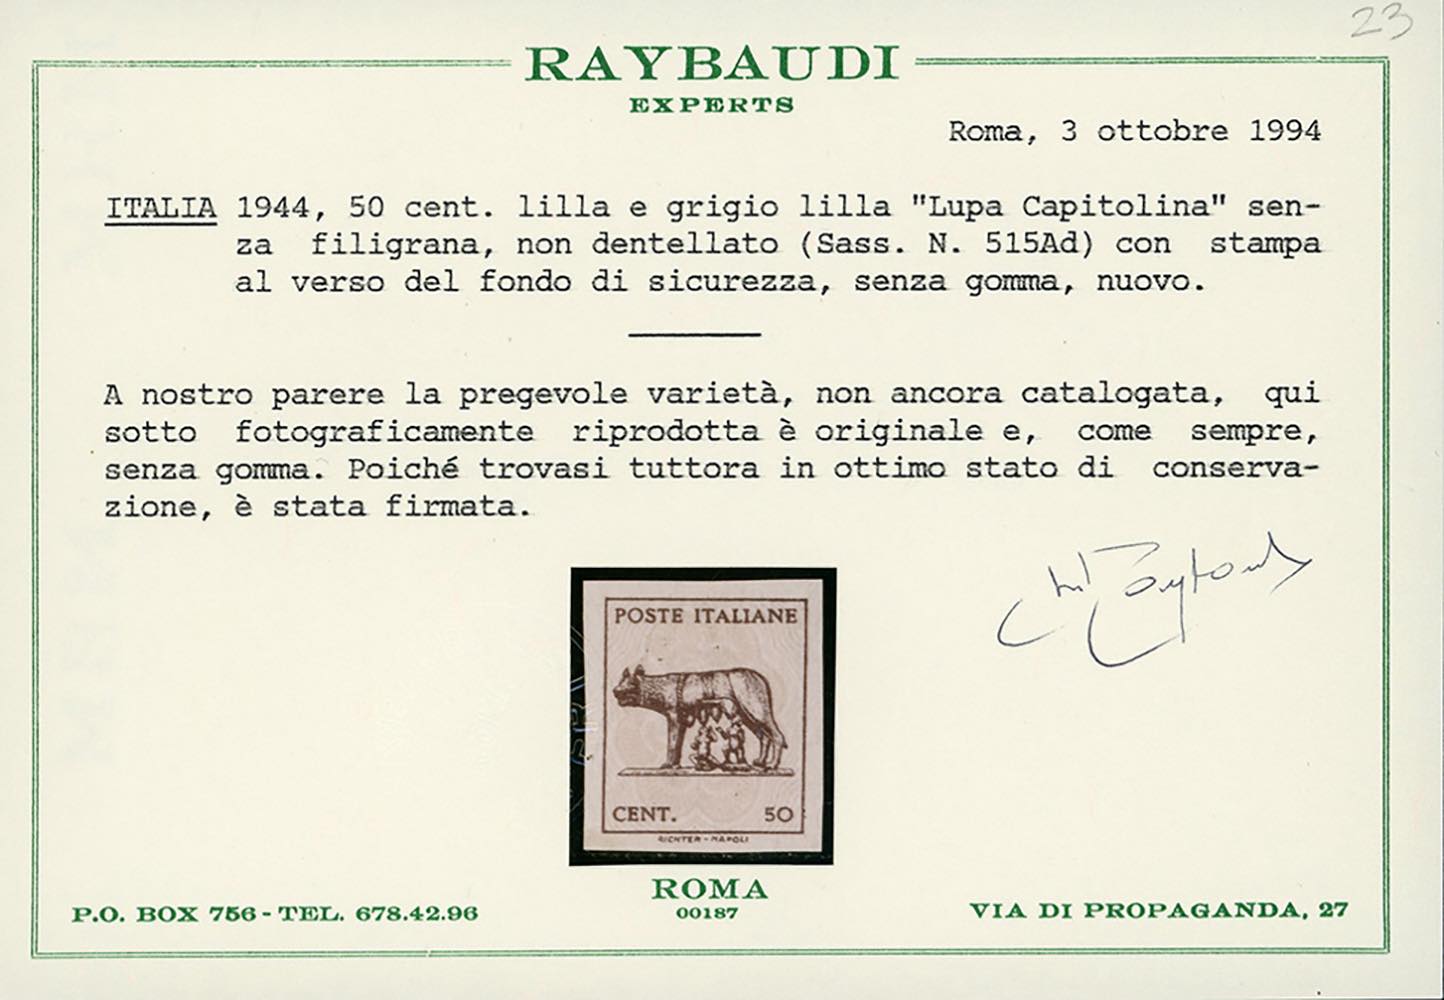 23
RAYBAUDI
EXPERTS
Roma, 3 ottobre 1994
ITALIA 1944, 50 cent. lilla e grigio lilla "Lupa Capitolina" sen-
za filigrana, non dentellato (Sass. N. 515Ad) con stampa
al verso del fondo di sicurezza, senza gomma, nuovo.
A nostro parere la pregevole varietà, non ancora catalogata, qui
sotto fotograficamente riprodotta è originale e, come sempre,
senza gomma. Poiché trovasi tuttora in ottimo stato di conserva-
zione, è stata firmata.
POSTE ITALIANE
CENT. 50
RICHTER - NAPOLI
ROMA
00187
P.O. BOX 756 - TEL. 678.42.96
VIA DI PROPAGANDA, 27